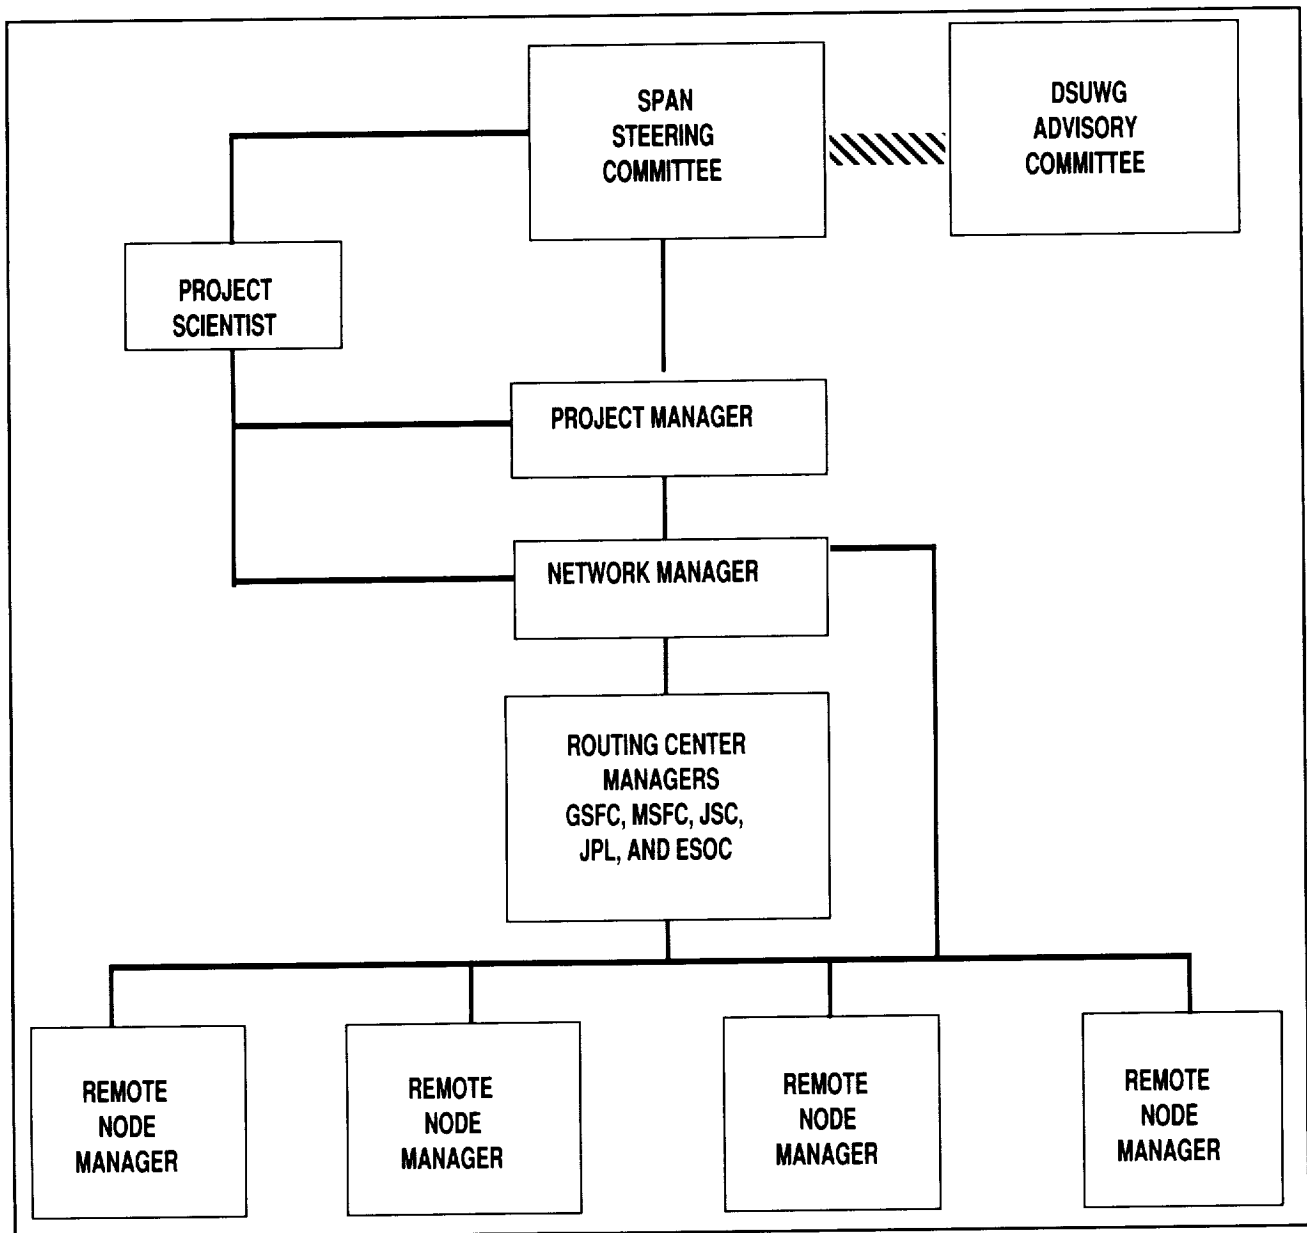 SPAN
STEERING
COMMITTEE
DSUWG
ADVISORY
COMMITTEE
PROJECT
SCIENTIST
PROJECT MANAGER
NETWORK MANAGER
ROUTING CENTER
MANAGERS
GSFC, MSFC, JSC,
JPL, AND ESOC
REMOTE
NODE
MANAGER
REMOTE
NODE
MANAGER
REMOTE
NODE
MANAGER
REMOTE
NODE
MANAGER